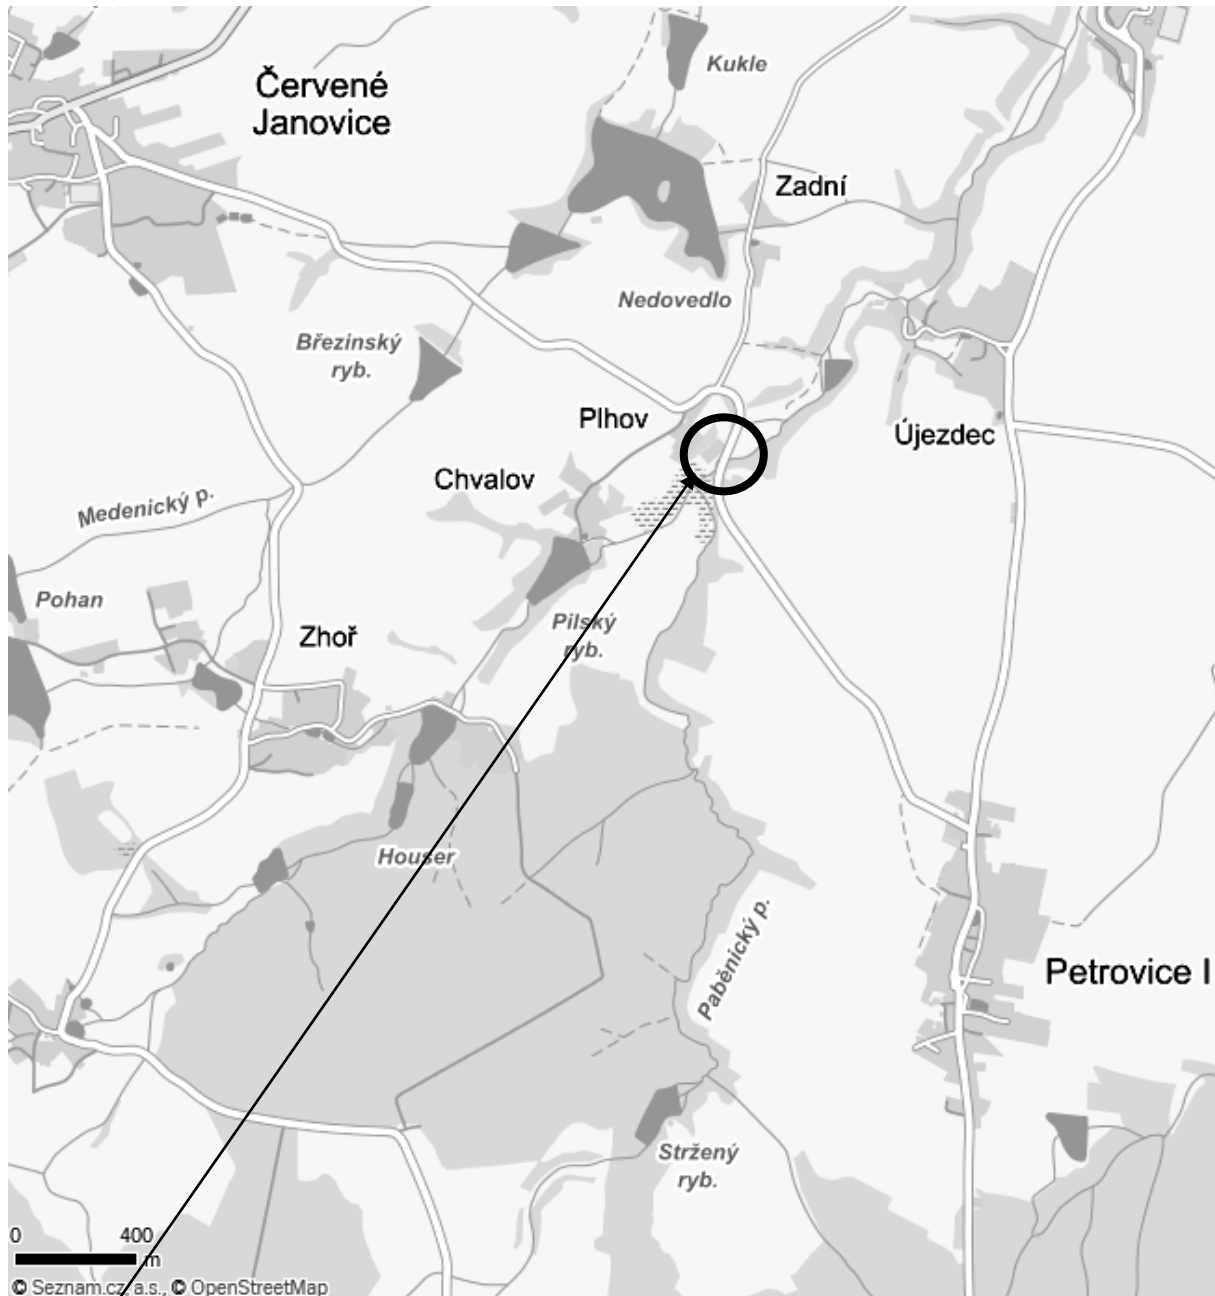 Kukle
Červené
Janovice
Zadní
Nedovedlo
Březinský
ryb.
Plhov
Újezdec
Chvalov
Medenický p.
Pohan
Pilský
ryb.
Zhoř
Houser
Paběnický p.
Petrovice I
Stržený
ryb.
0 400
m
© Seznam.cz, a.s., © OpenStreetMap